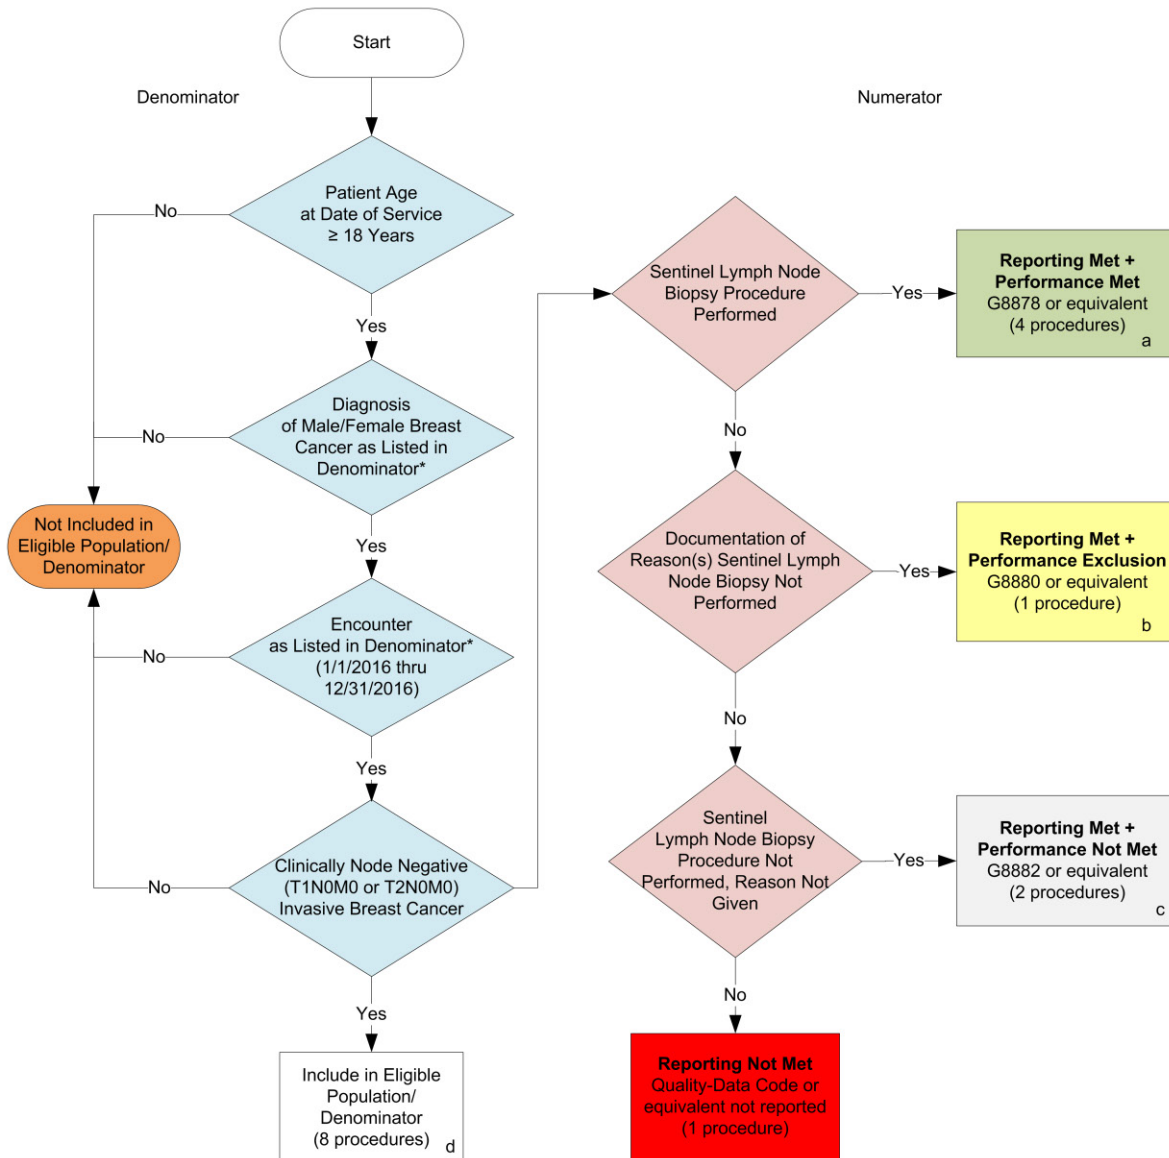 Start
Denominator
Numerator
Patient Age
at Date of Service
≥ 18 Years
No
Yes
Diagnosis
of Male/Female Breast
Cancer as Listed in
Denominator*
No
Yes
Not Included in
Eligible Population/
Denominator
Encounter
as Listed in Denominator*
(1/1/2016 thru
12/31/2016)
No
Yes
Clinically Node Negative
(T1N0M0 or T2N0M0)
Invasive Breast Cancer
No
Yes
Include in Eligible
Population/
Denominator
(8 procedures)
d
Sentinel Lymph Node
Biopsy Procedure
Performed
Yes
Reporting Met +
Performance Met
G8878 or equivalent
(4 procedures)
a
No
Documentation of
Reason(s) Sentinel Lymph
Node Biopsy Not
Performed
Yes
Reporting Met +
Performance Exclusion
G8880 or equivalent
(1 procedure)
b
No
Sentinel
Lymph Node Biopsy
Procedure Not
Performed, Reason Not
Given
Yes
Reporting Met +
Performance Not Met
G8882 or equivalent
(2 procedures)
c
No
Reporting Not Met
Quality-Data Code or
equivalent not reported
(1 procedure)